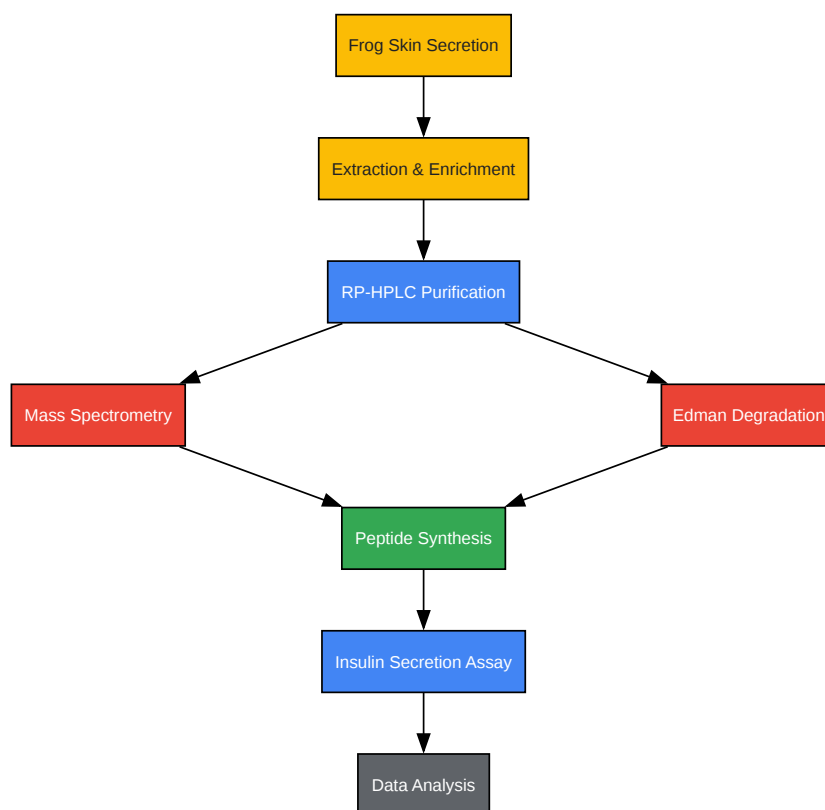 Frog Skin Secretion
Extraction & Enrichment
RP-HPLC Purification
Mass Spectrometry
Edman Degradation
Peptide Synthesis
Insulin Secretion Assay
Data Analysis